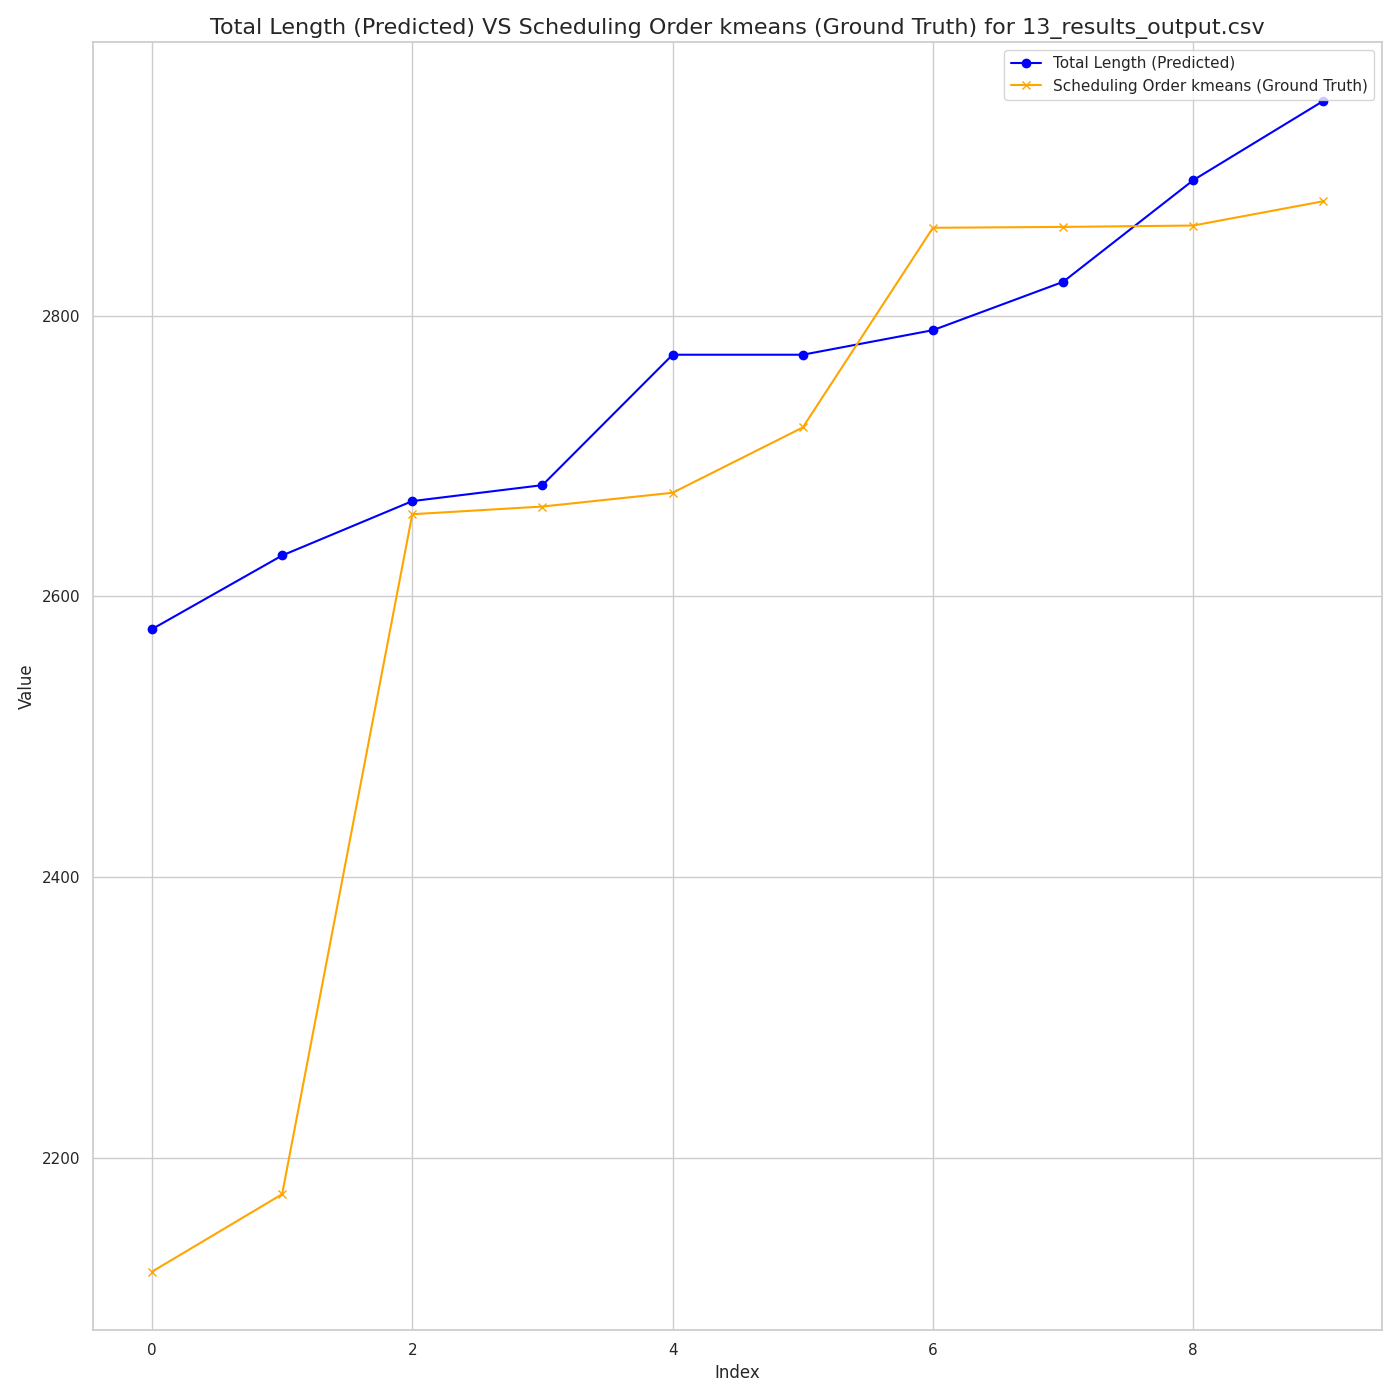 Total Length (Predicted) VS Scheduling Order kmeans (Ground Truth) for 13_results_output.csv
Total Length (Predicted)
Scheduling Order kmeans (Ground Truth)
2800
2600
2400
2200
Value
0 2 4 6 8
Index